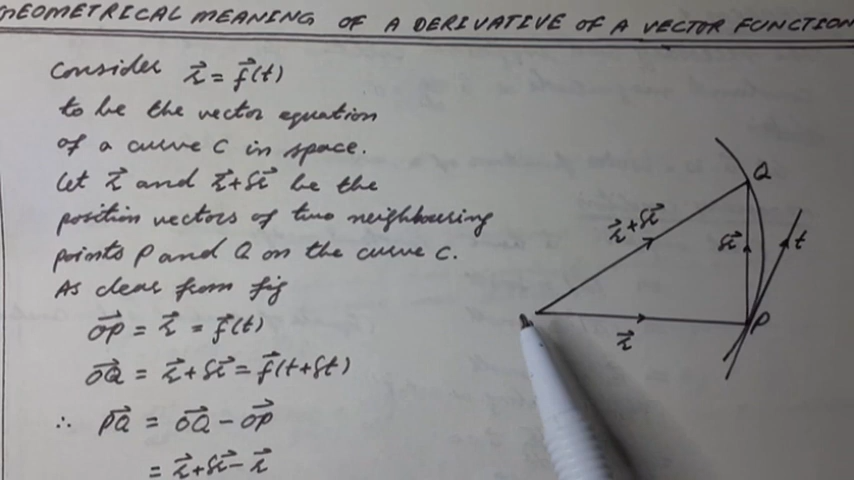 GEOMETRICAL MEANING OF A DERIVATIVE OF A VECTOR FUNCTION
Consider r⃗ = f⃗(t)
to be the vector equation
of a curve C in space.
Let r⃗ and r⃗+δr⃗ be the
position vectors of two neighbouring
points P and Q on the curve C.
As clear from fig
OP⃗ = r⃗ = f⃗(t)
OQ⃗ = r⃗+δr⃗ = f⃗(t+δt)
∴ PQ⃗ = OQ⃗ - OP⃗
= r⃗+δr⃗-r⃗
Q
r⃗+δr⃗
δr⃗
t
P
r⃗